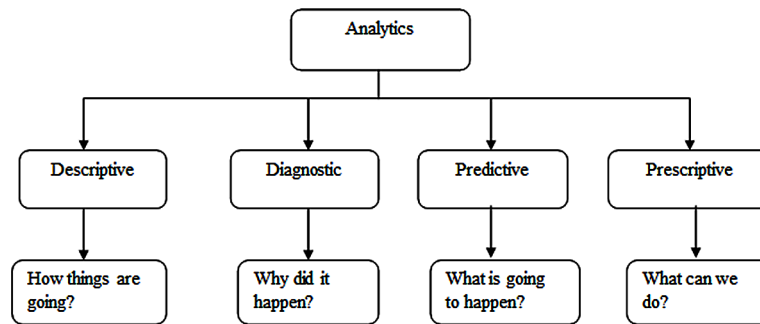 Analytics
Descriptive
Diagnostic
Predictive
Prescriptive
How things are
going?
Why did it
happen?
What is going
to happen?
What can we
do?